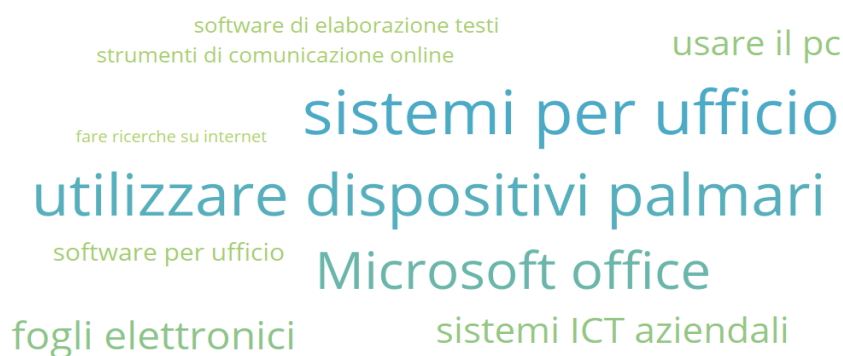 software di elaborazione testi
strumenti di comunicazione online
usare il pc
sistemi per ufficio
fare ricerche su internet
utilizzare dispositivi palmari
software per ufficio
Microsoft office
fogli elettronici
sistemi ICT aziendali